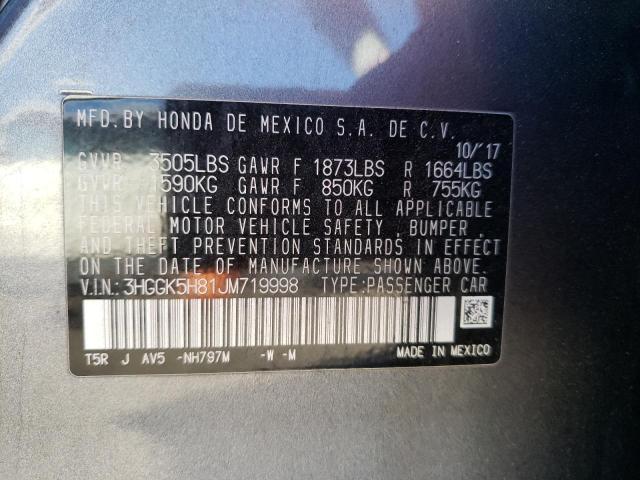 MFD. BY HONDA DE MEXICO S.A. DE C.V.
10/'17
GVWR 3505LBS GAWR F 1873LBS R 1664LBS
GVWR 1590KG GAWR F 850KG R 755KG
THIS VEHICLE CONFORMS TO ALL APPLICABLE
FEDERAL MOTOR VEHICLE SAFETY , BUMPER ,
AND THEFT PREVENTION STANDARDS IN EFFECT
ON THE DATE OF MANUFACTURE SHOWN ABOVE.
V.I.N.: 3HGGK5H81JM719998 TYPE:PASSENGER CAR
T5R J AV5 -NH797M -W -M MADE IN MEXICO